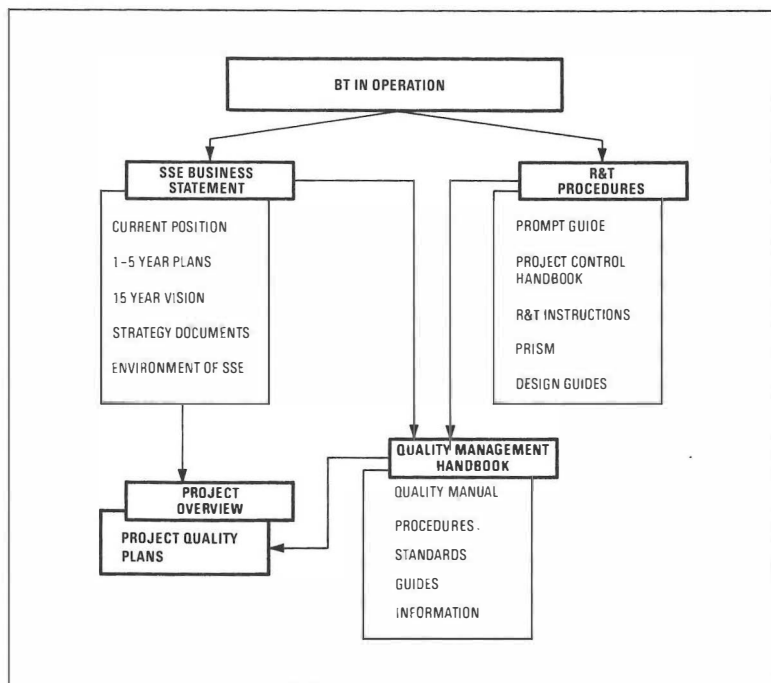 BT IN OPERATION
SSE BUSINESS
STATEMENT
CURRENT POSITION
1-5 YEAR PLANS
15 YEAR VISION
STRATEGY DOCUMENTS
ENVIRONMENT OF SSE
R&T
PROCEDURES
PROMPT GUIDE
PROJECT CONTROL
HANDBOOK
R&T INSTRUCTIONS
PRISM
DESIGN GUIDES
QUALITY MANAGEMENT
HANDBOOK
QUALITY MANUAL
PROCEDURES
STANDARDS
GUIDES
INFORMATION
PROJECT
OVERVIEW
PROJECT QUALITY
PLANS